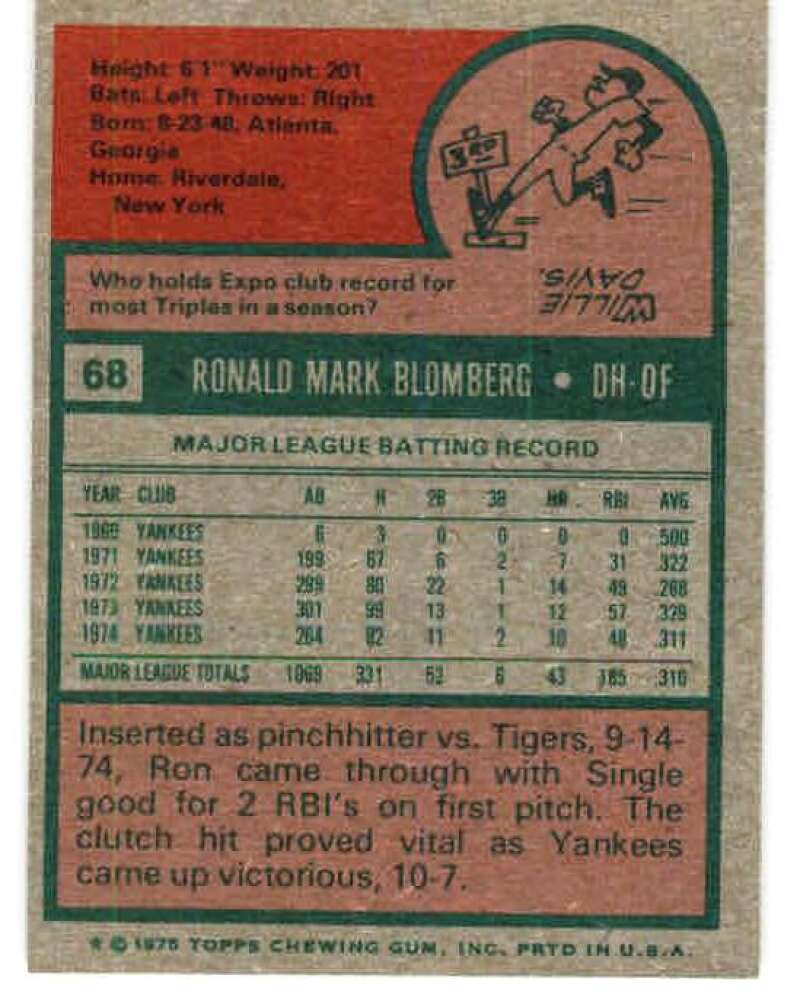 Height: 6'1" Weight: 201
Bats: Left Throws: Right
Born: 8-23-48, Atlanta,
Georgia
Home: Riverdale,
New York
3RD
Who holds Expo club record for
most Triples in a season?
WILLIE
DAVIS.
68 RONALD MARK BLOMBERG • DH-OF
MAJOR LEAGUE BATTING RECORD
YEAR CLUB AB H 2B 3B HR RBI AVG
1969 YANKEES 6 3 0 0 0 0 .500
1971 YANKEES 199 67 6 2 7 31 .322
1972 YANKEES 299 80 22 1 14 49 .268
1973 YANKEES 301 99 13 1 12 57 .329
1974 YANKEES 264 82 11 2 10 48 .311
MAJOR LEAGUE TOTALS 1069 331 52 6 43 185 .310
Inserted as pinchhitter vs. Tigers, 9-14-
74, Ron came through with Single
good for 2 RBI's on first pitch. The
clutch hit proved vital as Yankees
came up victorious, 10-7.
* © 1975 TOPPS CHEWING GUM, INC. PRTD IN U.S.A.